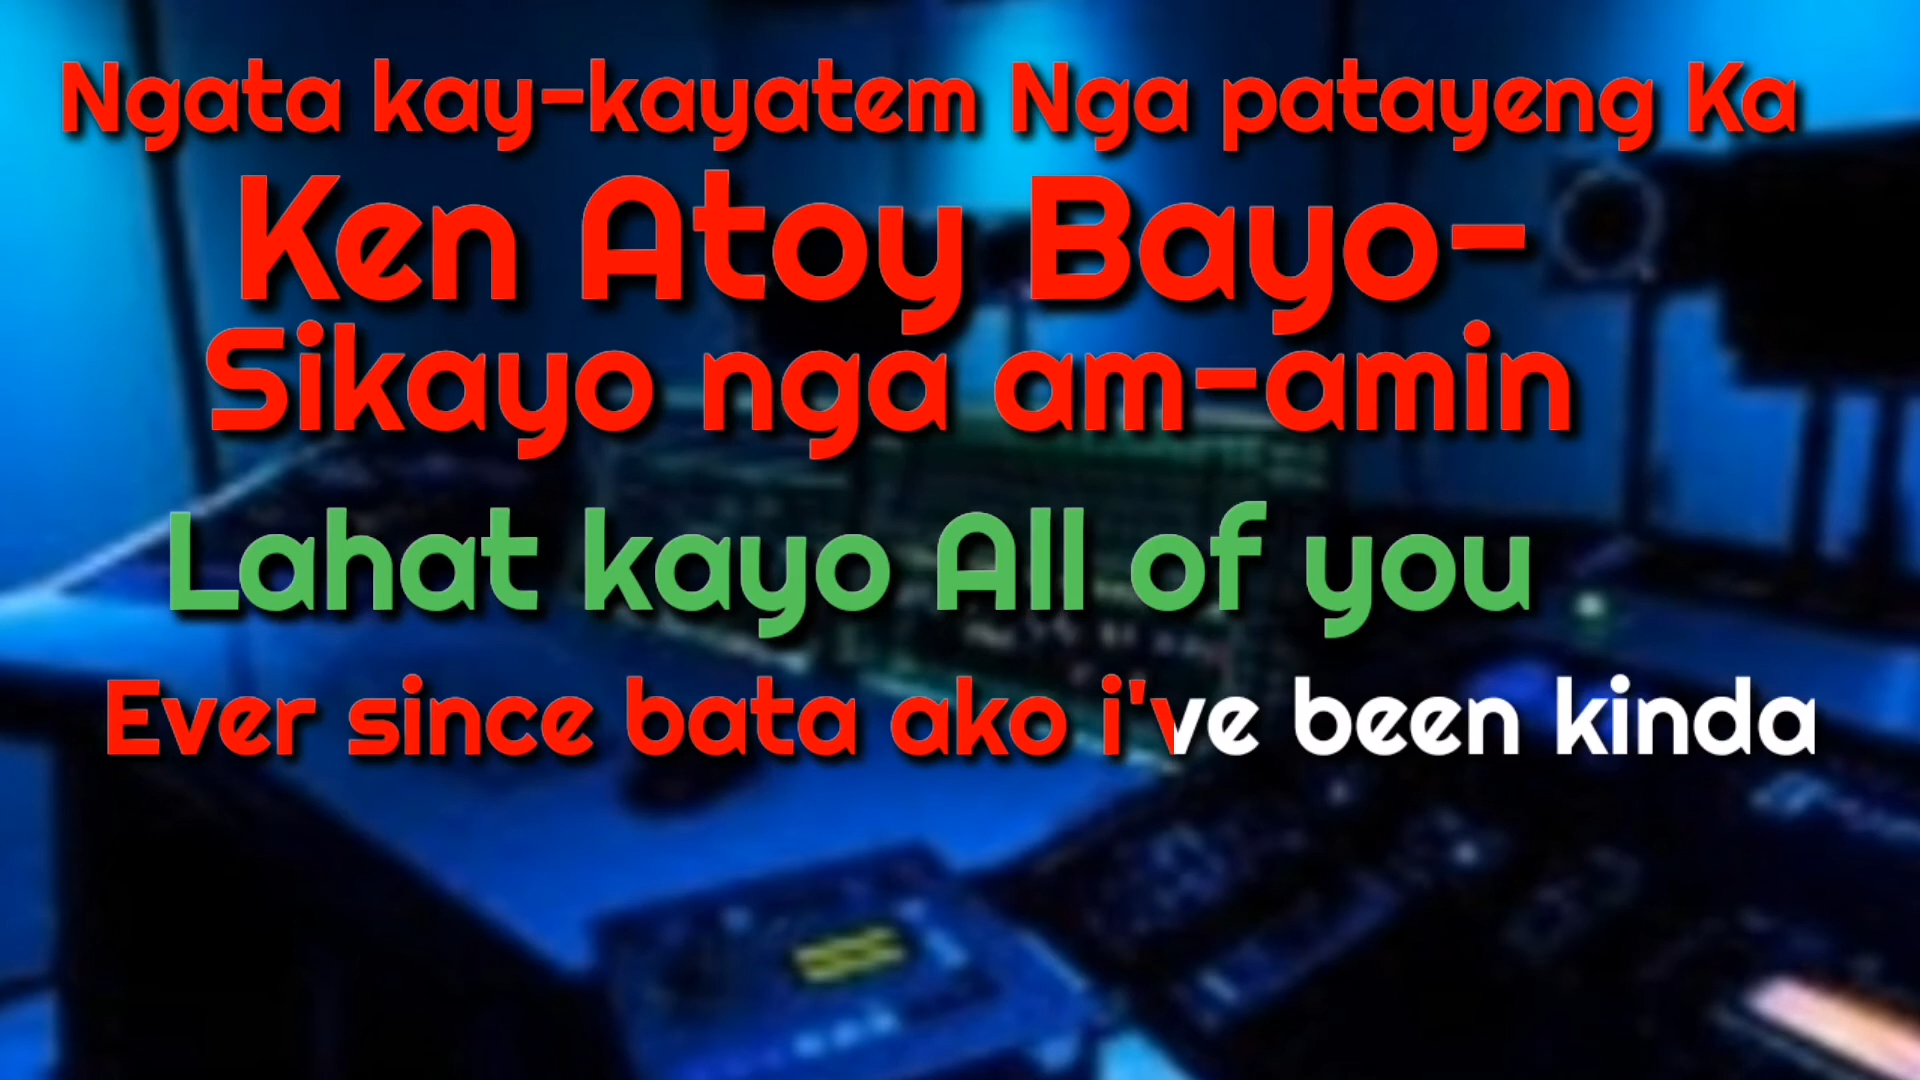 Ngata kay-kayatem Nga patayeng Ka
Ken Atoy Bayo-
Sikayo nga am-amin
Lahat kayo All of you
Ever since bata ako i've been kinda